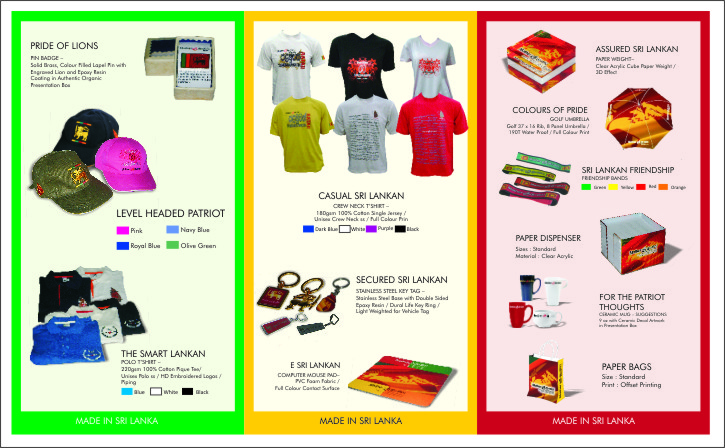 PRIDE OF LIONS
PIN BADGE –
Solid Brass, Colour Filled Lapel Pin with
Engraved Lion and Epoxy Resin
Coating in Authentic Organic
Presentation Box
LEVEL HEADED PATRIOT
Pink
Navy Blue
Royal Blue
Olive Green
THE SMART LANKAN
POLO T'SHIRT –
220gsm 100% Cotton Pique Tee/
Unisex Polo ss / HD Embroidered Logos /
Piping
Blue White Black
MADE IN SRI LANKA
CASUAL SRI LANKAN
CREW NECK T'SHIRT –
180gsm 100% Cotton Single Jersey /
Unisex Crew Neck ss / Full Colour Prin
Dark Blue White Purple Black
SECURED SRI LANKAN
STAINLESS STEEL KEY TAG –
Stainless Steel Base with Double Sided
Epoxy Resin / Dural Life Key Ring /
Light Weighted for Vehicle Tag
E SRI LANKAN
COMPUTER MOUSE PAD–
PVC Foam Fabric /
Full Colour Contact Surface
MADE IN SRI LANKA
ASSURED SRI LANKAN
PAPER WEIGHT–
Clear Acrylic Cube Paper Weight /
3D Effect
COLOURS OF PRIDE
GOLF UMBRELLA
Golf 27 x 16 Rib, 8 Panel Umbrella /
190T Water Proof / Full Colour Print
SRI LANKAN FRIENDSHIP
FRIENDSHIP BANDS
Green Yellow Red Orange
PAPER DISPENSER
Sizes : Standard
Material : Clear Acrylic
FOR THE PATRIOT
THOUGHTS
CERAMIC MUG – SUGGESTIONS
9 oz with Ceramic Decal Artwork
in Presentation Box
PAPER BAGS
Size : Standard
Print : Offset Printing
MADE IN SRI LANKA